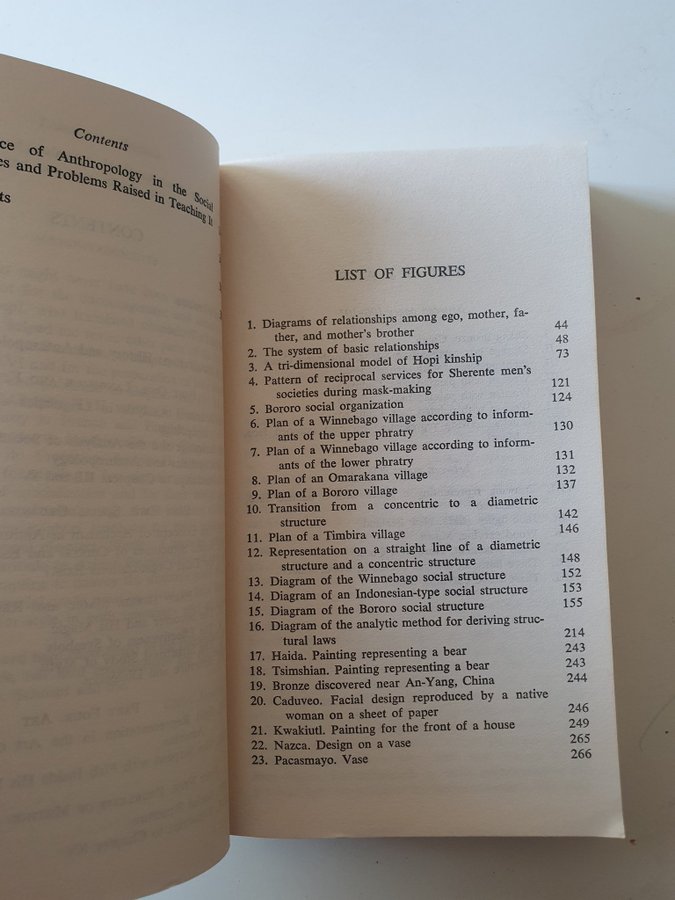 Contents
ce of Anthropology in the Social
es and Problems Raised in Teaching It
ts
LIST OF FIGURES
1. Diagrams of relationships among ego, mother, fa-
ther, and mother's brother 44
2. The system of basic relationships 48
3. A tri-dimensional model of Hopi kinship 73
4. Pattern of reciprocal services for Sherente men's
societies during mask-making 121
5. Bororo social organization 124
6. Plan of a Winnebago village according to inform-
ants of the upper phratry 130
7. Plan of a Winnebago village according to inform-
ants of the lower phratry 131
8. Plan of an Omarakana village 132
9. Plan of a Bororo village 137
10. Transition from a concentric to a diametric
structure 142
11. Plan of a Timbira village 146
12. Representation on a straight line of a diametric
structure and a concentric structure 148
13. Diagram of the Winnebago social structure 152
14. Diagram of an Indonesian-type social structure 153
15. Diagram of the Bororo social structure 155
16. Diagram of the analytic method for deriving struc-
tural laws 214
17. Haida. Painting representing a bear 243
18. Tsimshian. Painting representing a bear 243
19. Bronze discovered near An-Yang, China 244
20. Caduveo. Facial design reproduced by a native
woman on a sheet of paper 246
21. Kwakiutl. Painting for the front of a house 249
22. Nazca. Design on a vase 265
23. Pacasmayo. Vase 266